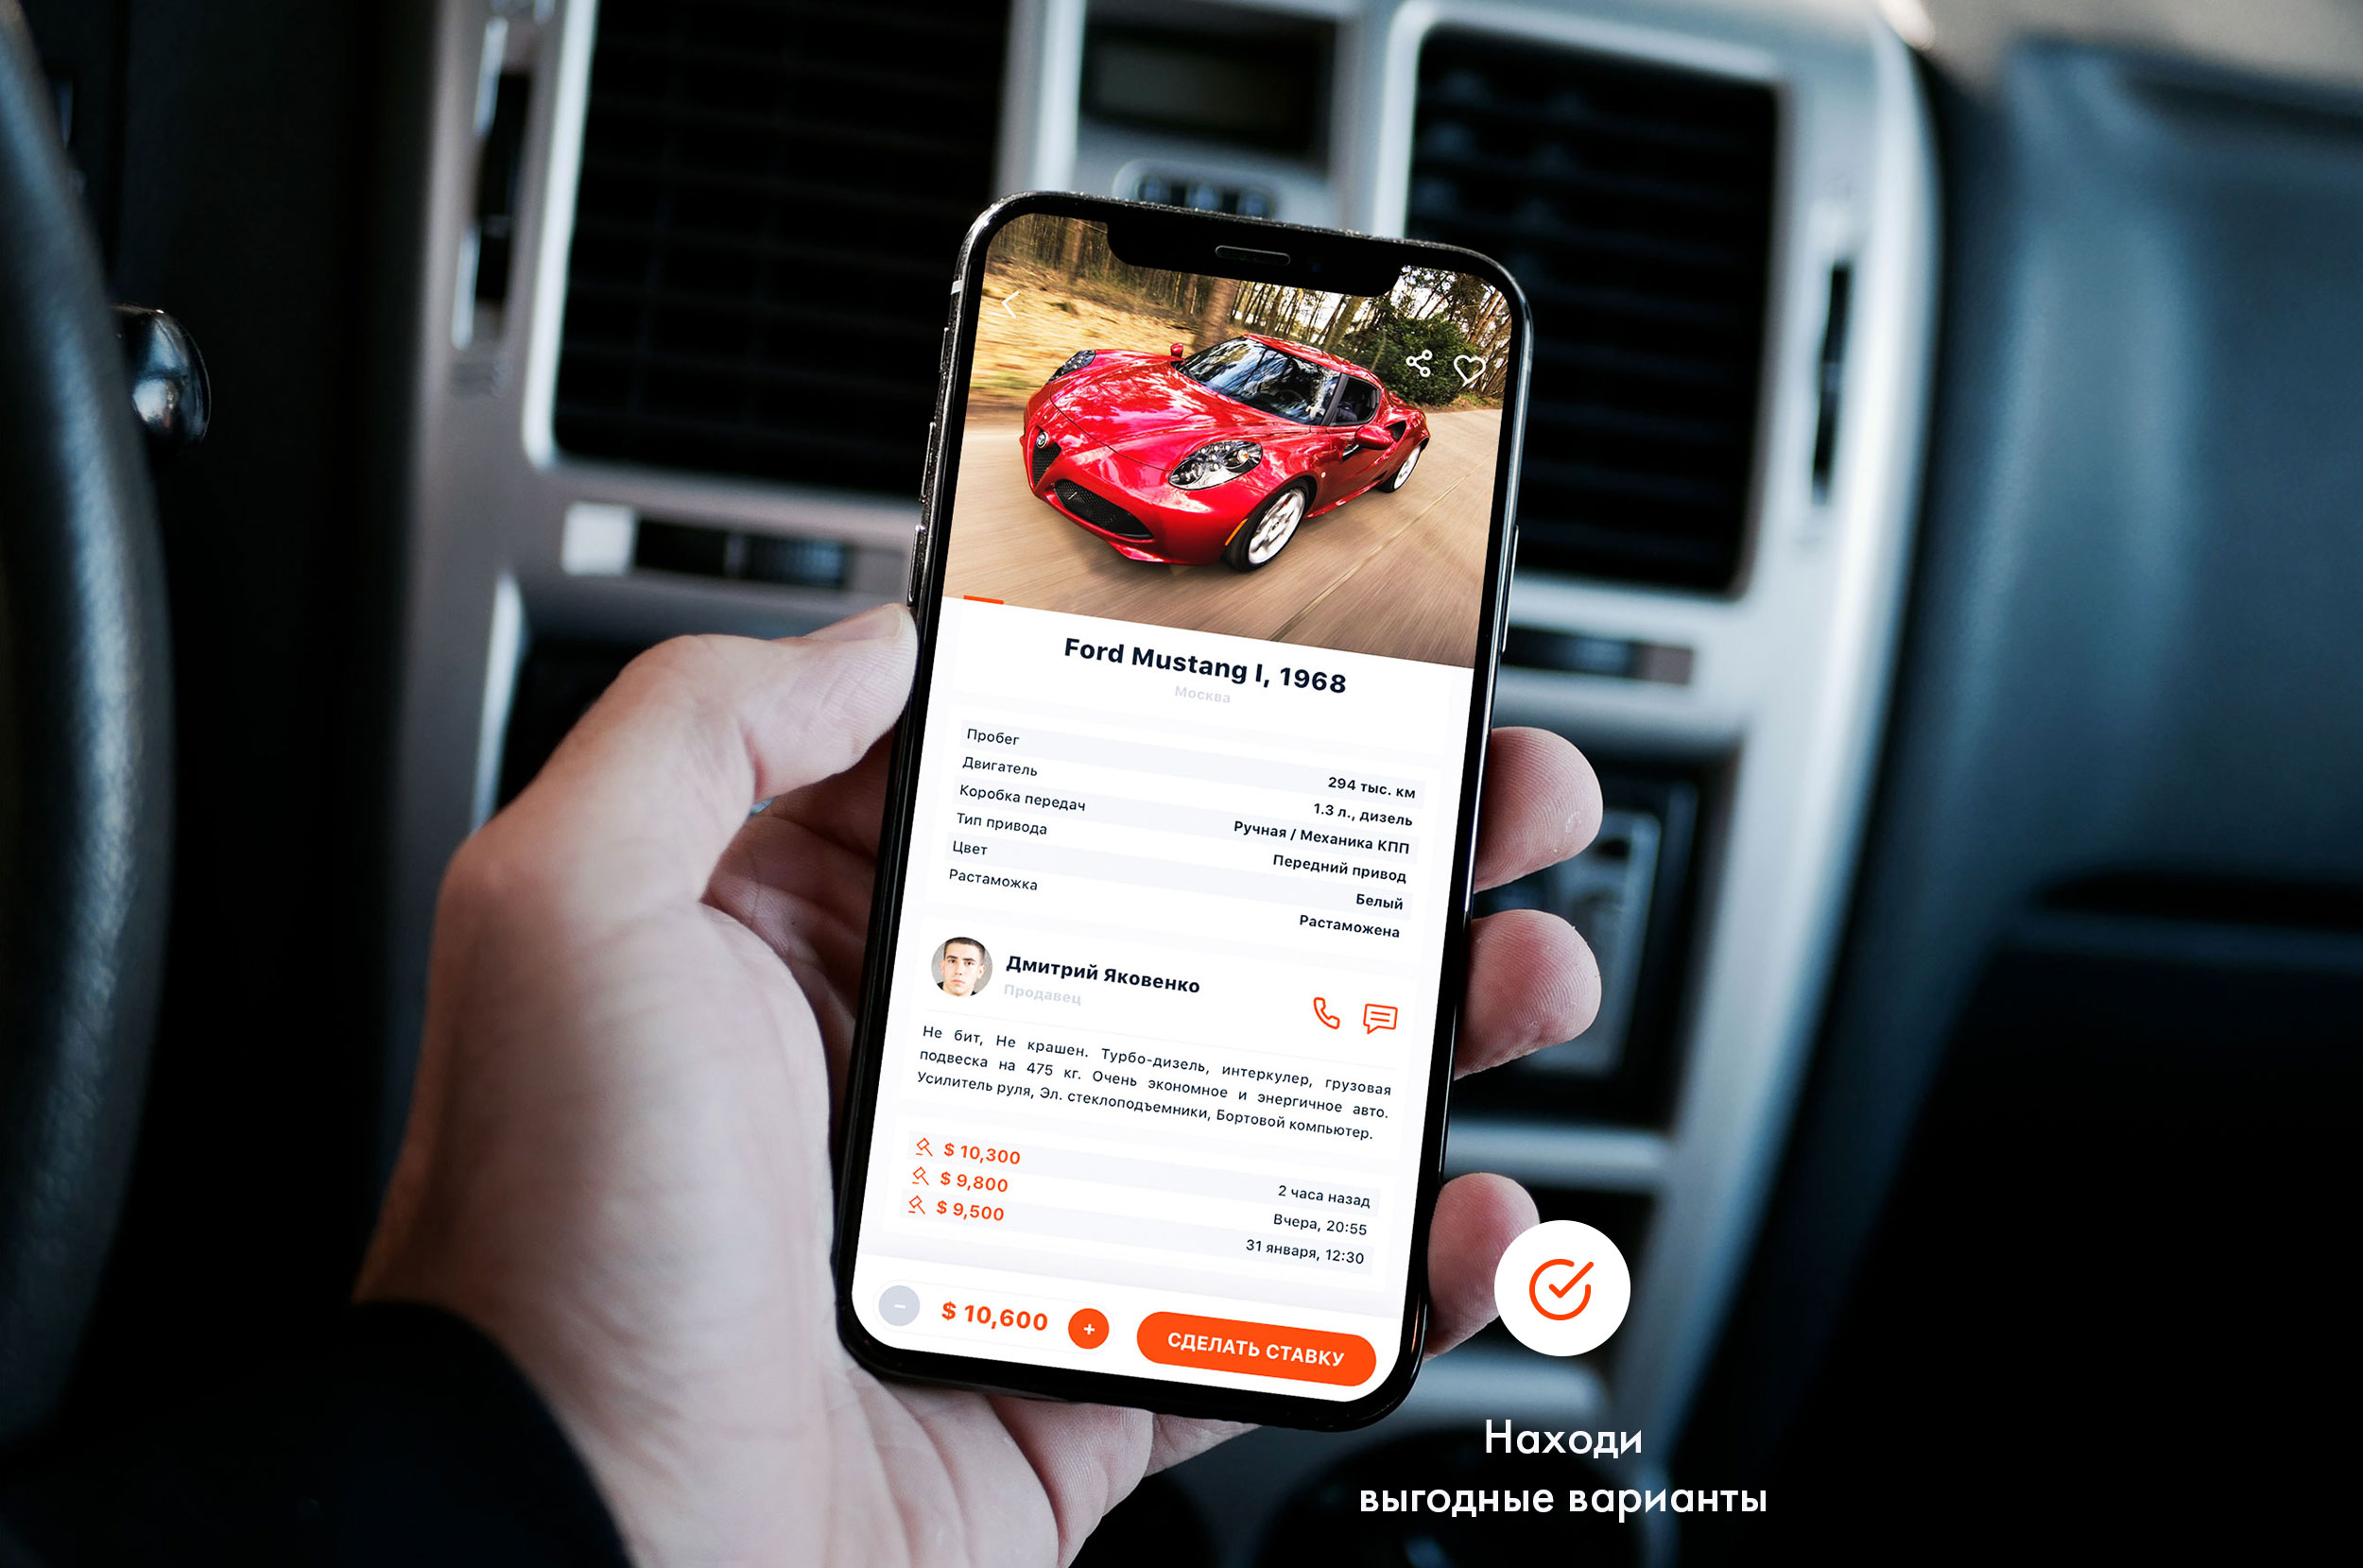 Ford Mustang I, 1968
Москва
Пробег 294 тыс. км
Двигатель 1.3 л., дизель
Коробка передач Ручная / Механика КПП
Тип привода Передний привод
Цвет Белый
Растаможка Растаможена
Дмитрий Яковенко
Продавец
Не бит, Не крашен. Турбо-дизель, интеркулер, грузовая
подвеска на 475 кг. Очень экономное и энергичное авто.
Усилитель руля, Эл. стеклоподъемники, Бортовой компьютер.
$ 10,300 2 часа назад
$ 9,800 Вчера, 20:55
$ 9,500 31 января, 12:30
− $ 10,600 + СДЕЛАТЬ СТАВКУ
Находи
выгодные варианты